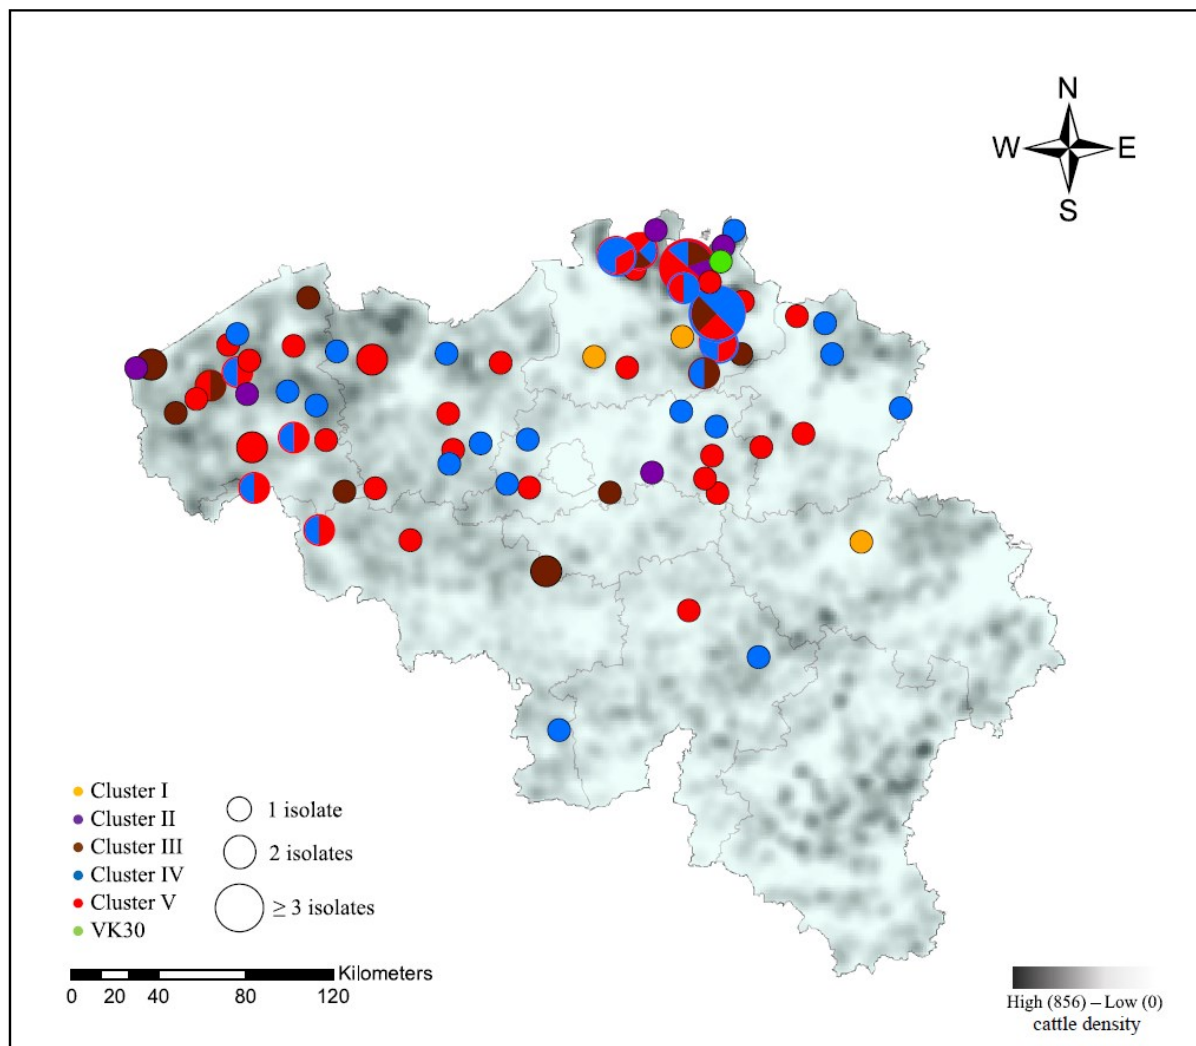 N
W E
S
Cluster I
Cluster II
Cluster III
Cluster IV
Cluster V
VK30
1 isolate
2 isolates
≥ 3 isolates
Kilometers
0 20 40 80 120
High (856) – Low (0)
cattle density